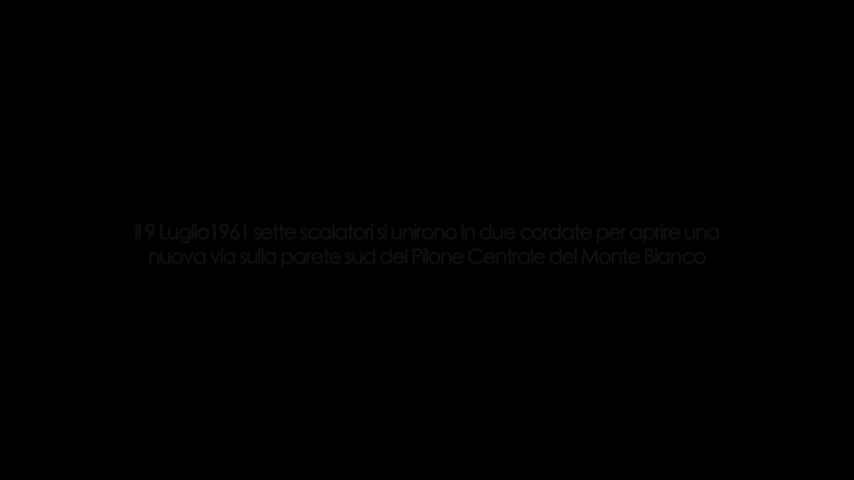 Il 9 Luglio1961 sette scalatori si unirono in due cordate per aprire una
nuova via sulla parete sud del Pilone Centrale del Monte Bianco